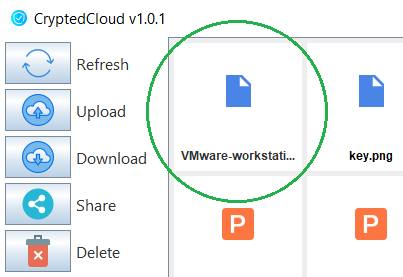 CryptedCloud v1.0.1
Refresh
Upload
Download
Share
Delete
VMware-workstati...
key.png
P
P